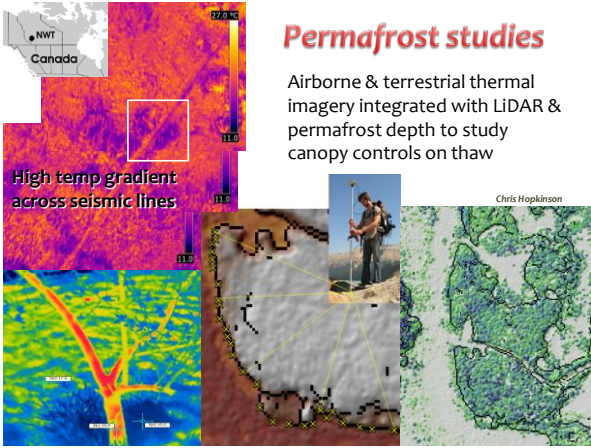 NWT
Canada
27.0 °C
11.0
Permafrost studies
Airborne & terrestrial thermal
imagery integrated with LiDAR &
permafrost depth to study
canopy controls on thaw
High temp gradient
across seismic lines
11.0
11.0
Chris Hopkinson